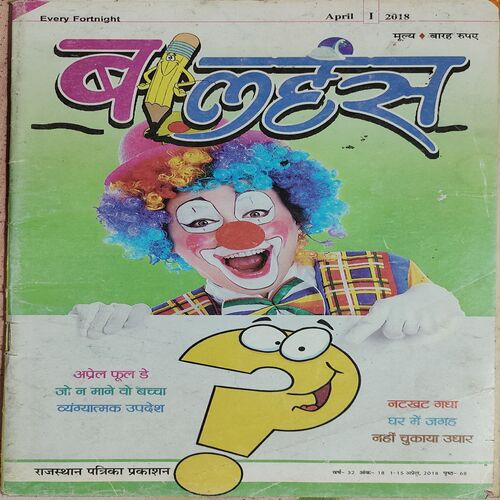 Every Fortnight
April I 2018
मूल्य ♦ बारह रुपए
बालहंस
अप्रेल फूल डे
जो न माने वो बच्चा
व्यंग्यात्मक उपदेश
नटखट गधा
घर में जगह
नहीं चुकाया उधार
राजस्थान पत्रिका प्रकाशन
वर्ष- 32 अंक- 18 1-15 अप्रेल, 2018 पृष्ठ- 68